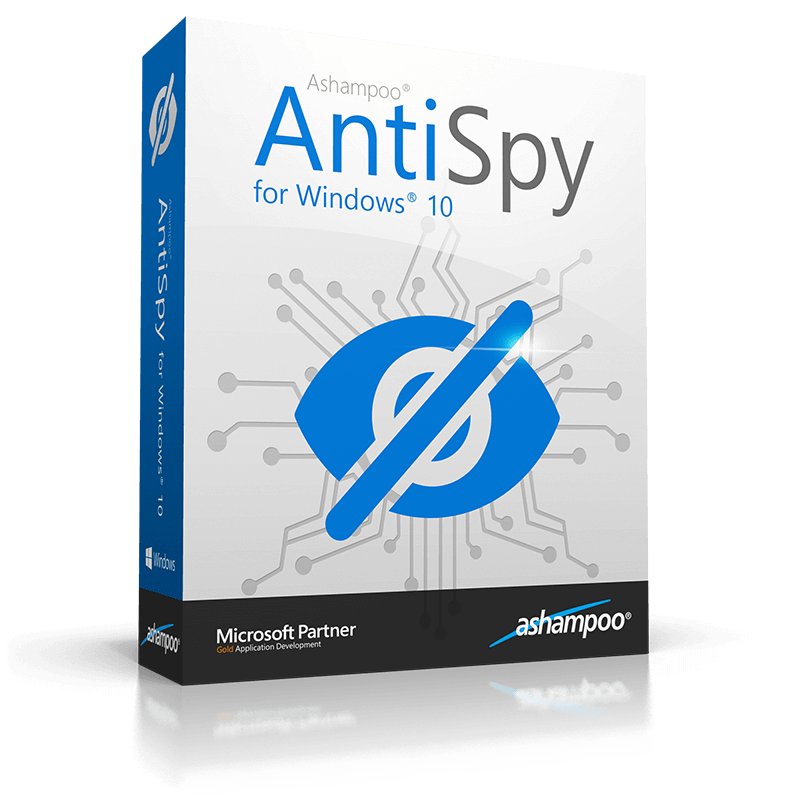 Ashampoo®
AntiSpy
for Windows® 10
Ashampoo®
AntiSpy for Windows® 10
Windows
ashampoo®
Microsoft Partner
Gold Application Development
ashampoo®